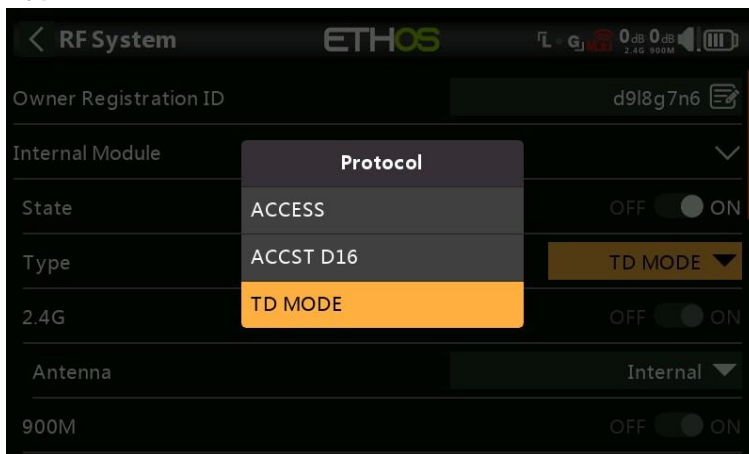 RF System ETHOS 0dB 0dB
2.4G 900M
Owner Registration ID d9l8g7n6
Internal Module
Protocol
State OFF ON
ACCESS
Type TD MODE
ACCST D16
TD MODE
2.4G OFF ON
Antenna Internal
900M OFF ON